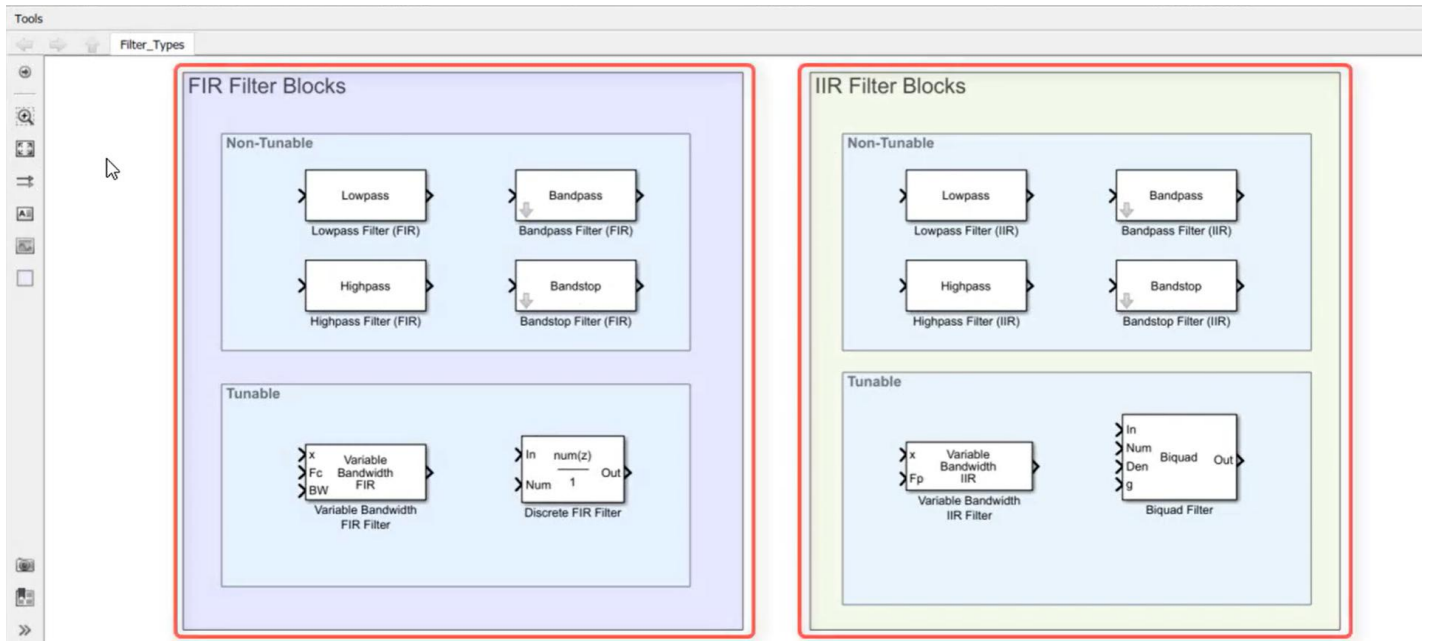 Tools
Filter_Types
FIR Filter Blocks
Non-Tunable
Lowpass
Lowpass Filter (FIR)
Bandpass
Bandpass Filter (FIR)
Highpass
Highpass Filter (FIR)
Bandstop
Bandstop Filter (FIR)
Tunable
x
Fc
BW
Variable
Bandwidth
FIR
Variable Bandwidth
FIR Filter
In
Num
num(z)
1
Out
Discrete FIR Filter
IIR Filter Blocks
Non-Tunable
Lowpass
Lowpass Filter (IIR)
Bandpass
Bandpass Filter (IIR)
Highpass
Highpass Filter (IIR)
Bandstop
Bandstop Filter (IIR)
Tunable
x
Fp
Variable
Bandwidth
IIR
Variable Bandwidth
IIR Filter
In
Num
Den
g
Biquad
Out
Biquad Filter